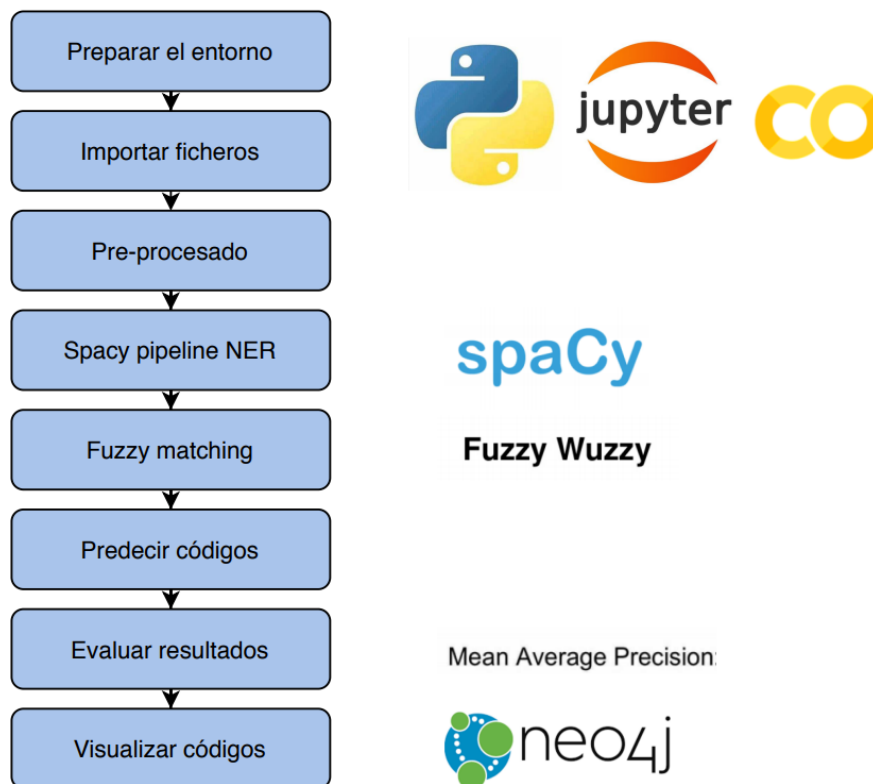 Preparar el entorno
Importar ficheros
jupyter
CO
Pre-procesado
Spacy pipeline NER
spaCy
Fuzzy matching
Fuzzy Wuzzy
Predecir códigos
Evaluar resultados
Mean Average Precision:
Visualizar códigos
neo4j